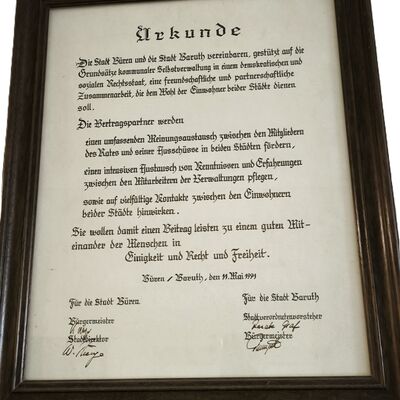 Urkunde
Die Stadt Büren und die Stadt Baruth vereinbaren, gestützt auf die
Grundsätze kommunaler Selbstverwaltung in einem demokratischen und
sozialen Rechtsstaat, eine freundschaftliche und partnerschaftliche
Zusammenarbeit, die dem Wohl der Einwohner beider Städte dienen
soll.
Die Vertragspartner werden
einen umfassenden Meinungsaustausch zwischen den Mitgliedern
des Rates und seiner Ausschüsse in beiden Städten fördern,
einen intensiven Austausch von Kenntnissen und Erfahrungen
zwischen den Mitarbeitern der Verwaltungen pflegen,
sowie auf vielfältige Kontakte zwischen den Einwohnern
beider Städte hinwirken.
Sie wollen damit einen Beitrag leisten zu einem guten Mit-
einander der Menschen in
Einigkeit und Recht und Freiheit.
Büren / Baruth, den 11. Mai 1991
Für die Stadt Büren
Für die Stadt Baruth
Bürgermeister
Stadtverordnetenvorsteher
Stadtdirektor
Bürgermeister